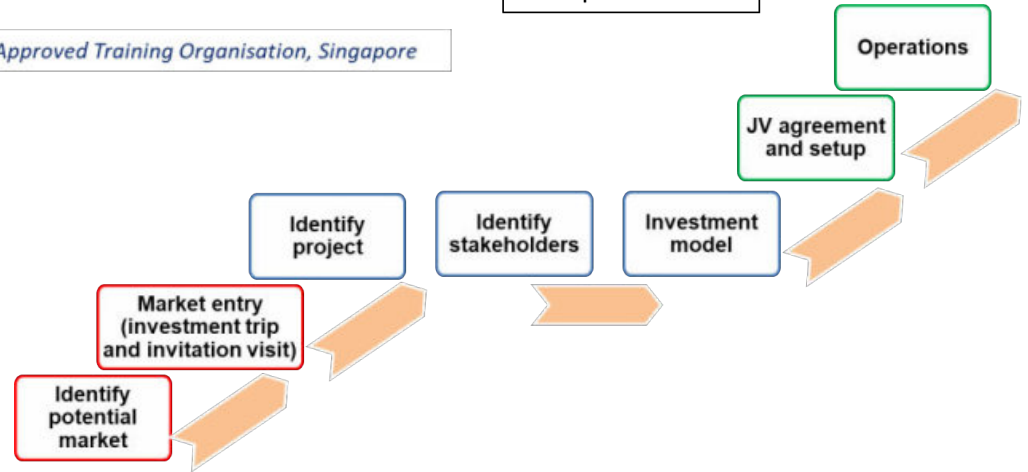 Approved Training Organisation, Singapore
Operations
JV agreement
and setup
Identify
project
Identify
stakeholders
Investment
model
Market entry
(investment trip
and invitation visit)
Identify
potential
market